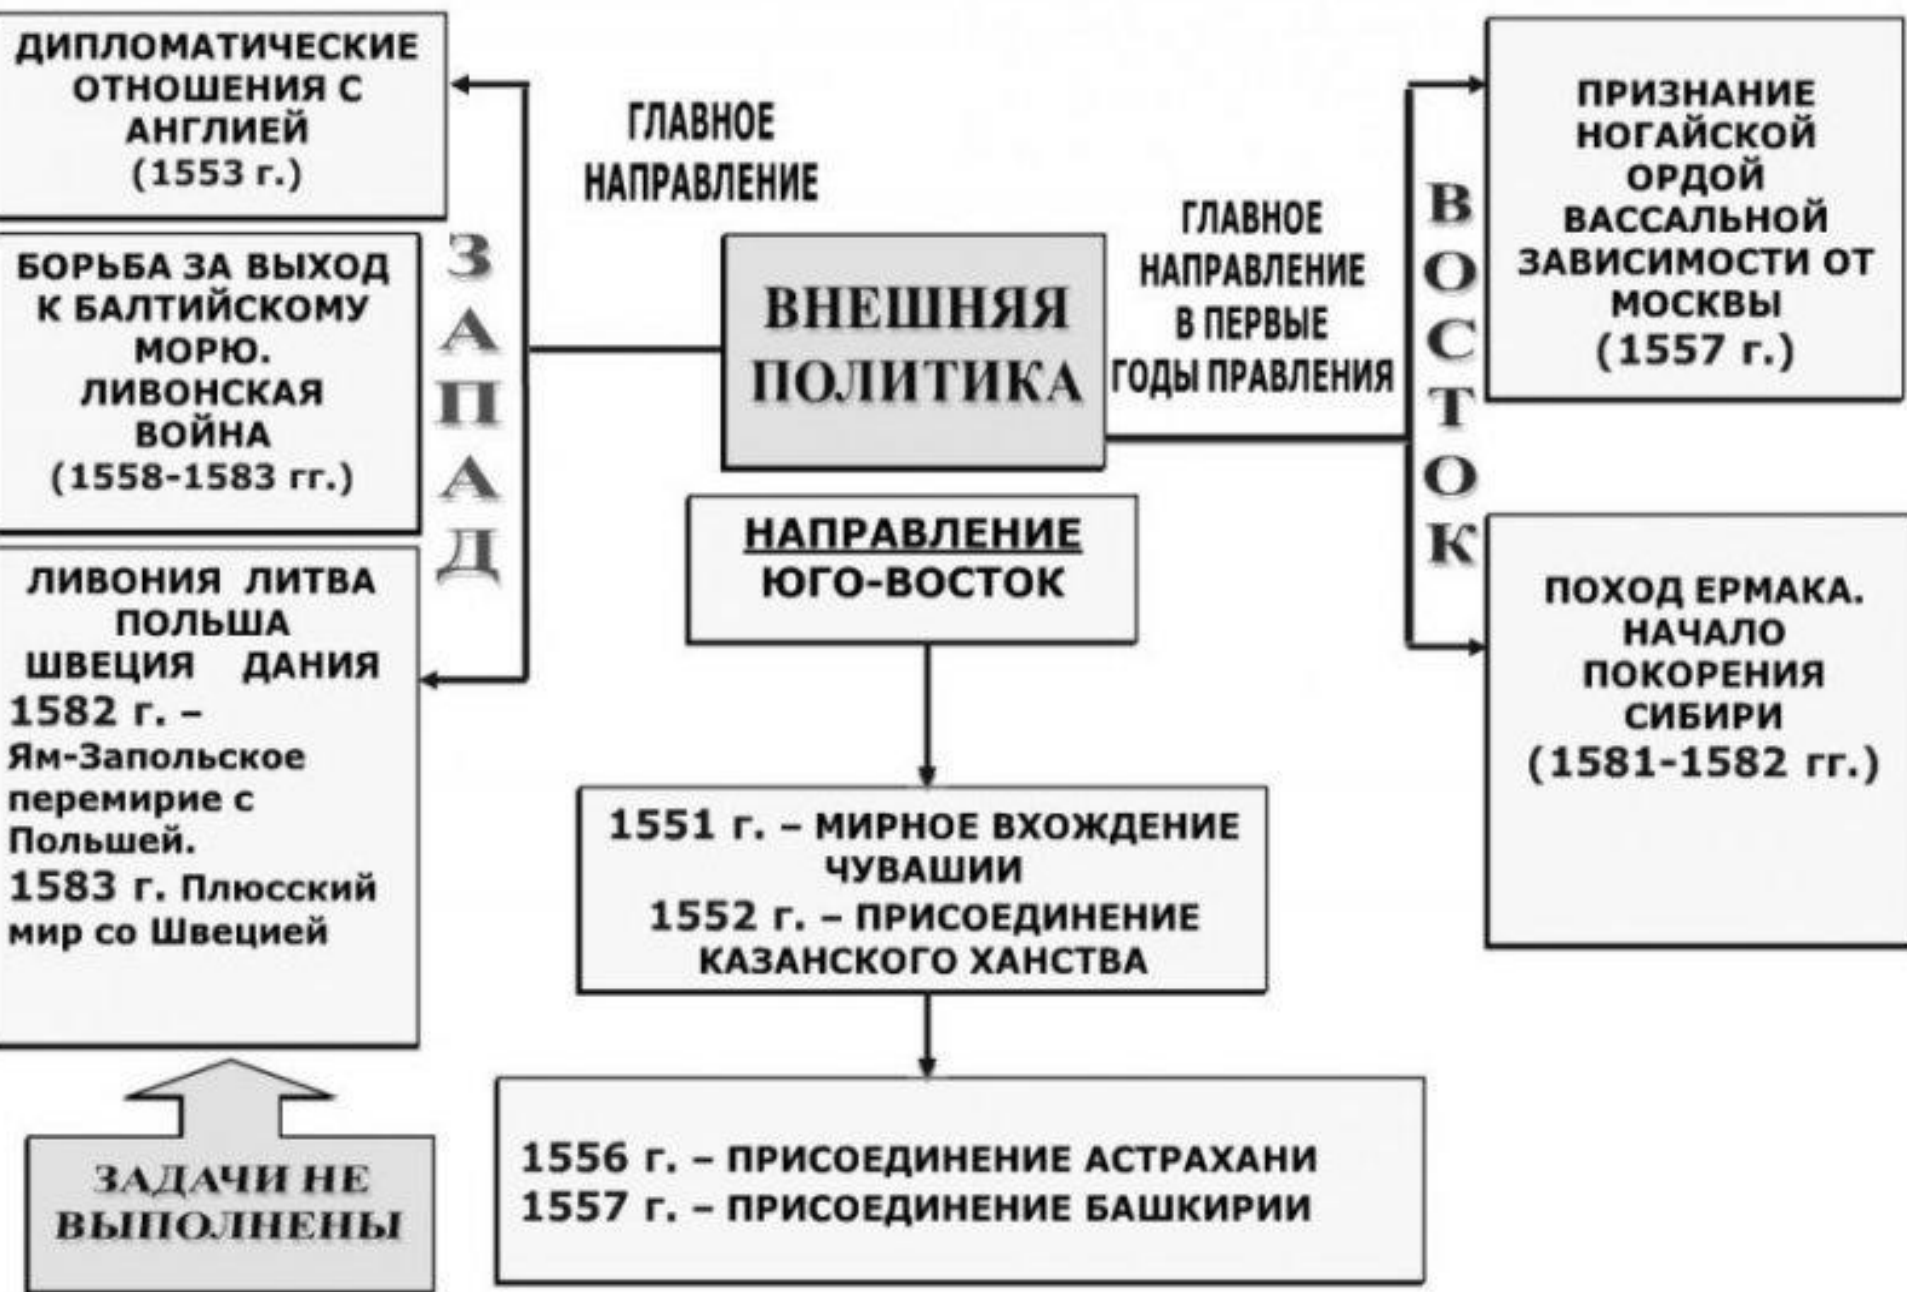 ДИПЛОМАТИЧЕСКИЕ
ОТНОШЕНИЯ С
АНГЛИЕЙ
(1553 г.)
БОРЬБА ЗА ВЫХОД
К БАЛТИЙСКОМУ
МОРЮ.
ЛИВОНСКАЯ
ВОЙНА
(1558-1583 гг.)
ЛИВОНИЯ ЛИТВА
ПОЛЬША
ШВЕЦИЯ ДАНИЯ
1582 г. –
Ям-Запольское
перемирие с
Польшей.
1583 г. Плюсский
мир со Швецией
ЗАДАЧИ НЕ
ВЫПОЛНЕНЫ
ЗАПАД
ГЛАВНОЕ
НАПРАВЛЕНИЕ
ВНЕШНЯЯ
ПОЛИТИКА
НАПРАВЛЕНИЕ
ЮГО-ВОСТОК
1551 г. – МИРНОЕ ВХОЖДЕНИЕ
ЧУВАШИИ
1552 г. – ПРИСОЕДИНЕНИЕ
КАЗАНСКОГО ХАНСТВА
1556 г. – ПРИСОЕДИНЕНИЕ АСТРАХАНИ
1557 г. – ПРИСОЕДИНЕНИЕ БАШКИРИИ
ГЛАВНОЕ
НАПРАВЛЕНИЕ
В ПЕРВЫЕ
ГОДЫ ПРАВЛЕНИЯ
ВОСТОК
ПРИЗНАНИЕ
НОГАЙСКОЙ
ОРДОЙ
ВАССАЛЬНОЙ
ЗАВИСИМОСТИ ОТ
МОСКВЫ
(1557 г.)
ПОХОД ЕРМАКА.
НАЧАЛО
ПОКОРЕНИЯ
СИБИРИ
(1581-1582 гг.)